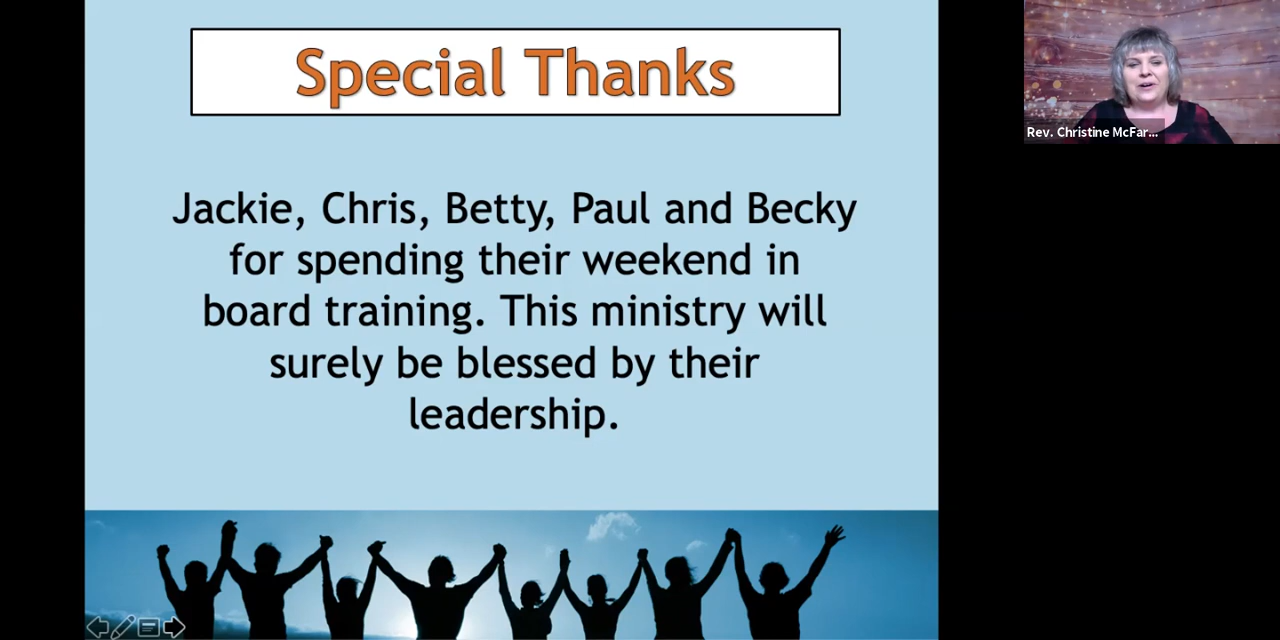 Special Thanks
Jackie, Chris, Betty, Paul and Becky
for spending their weekend in
board training. This ministry will
surely be blessed by their
leadership.
Rev. Christine McFar...